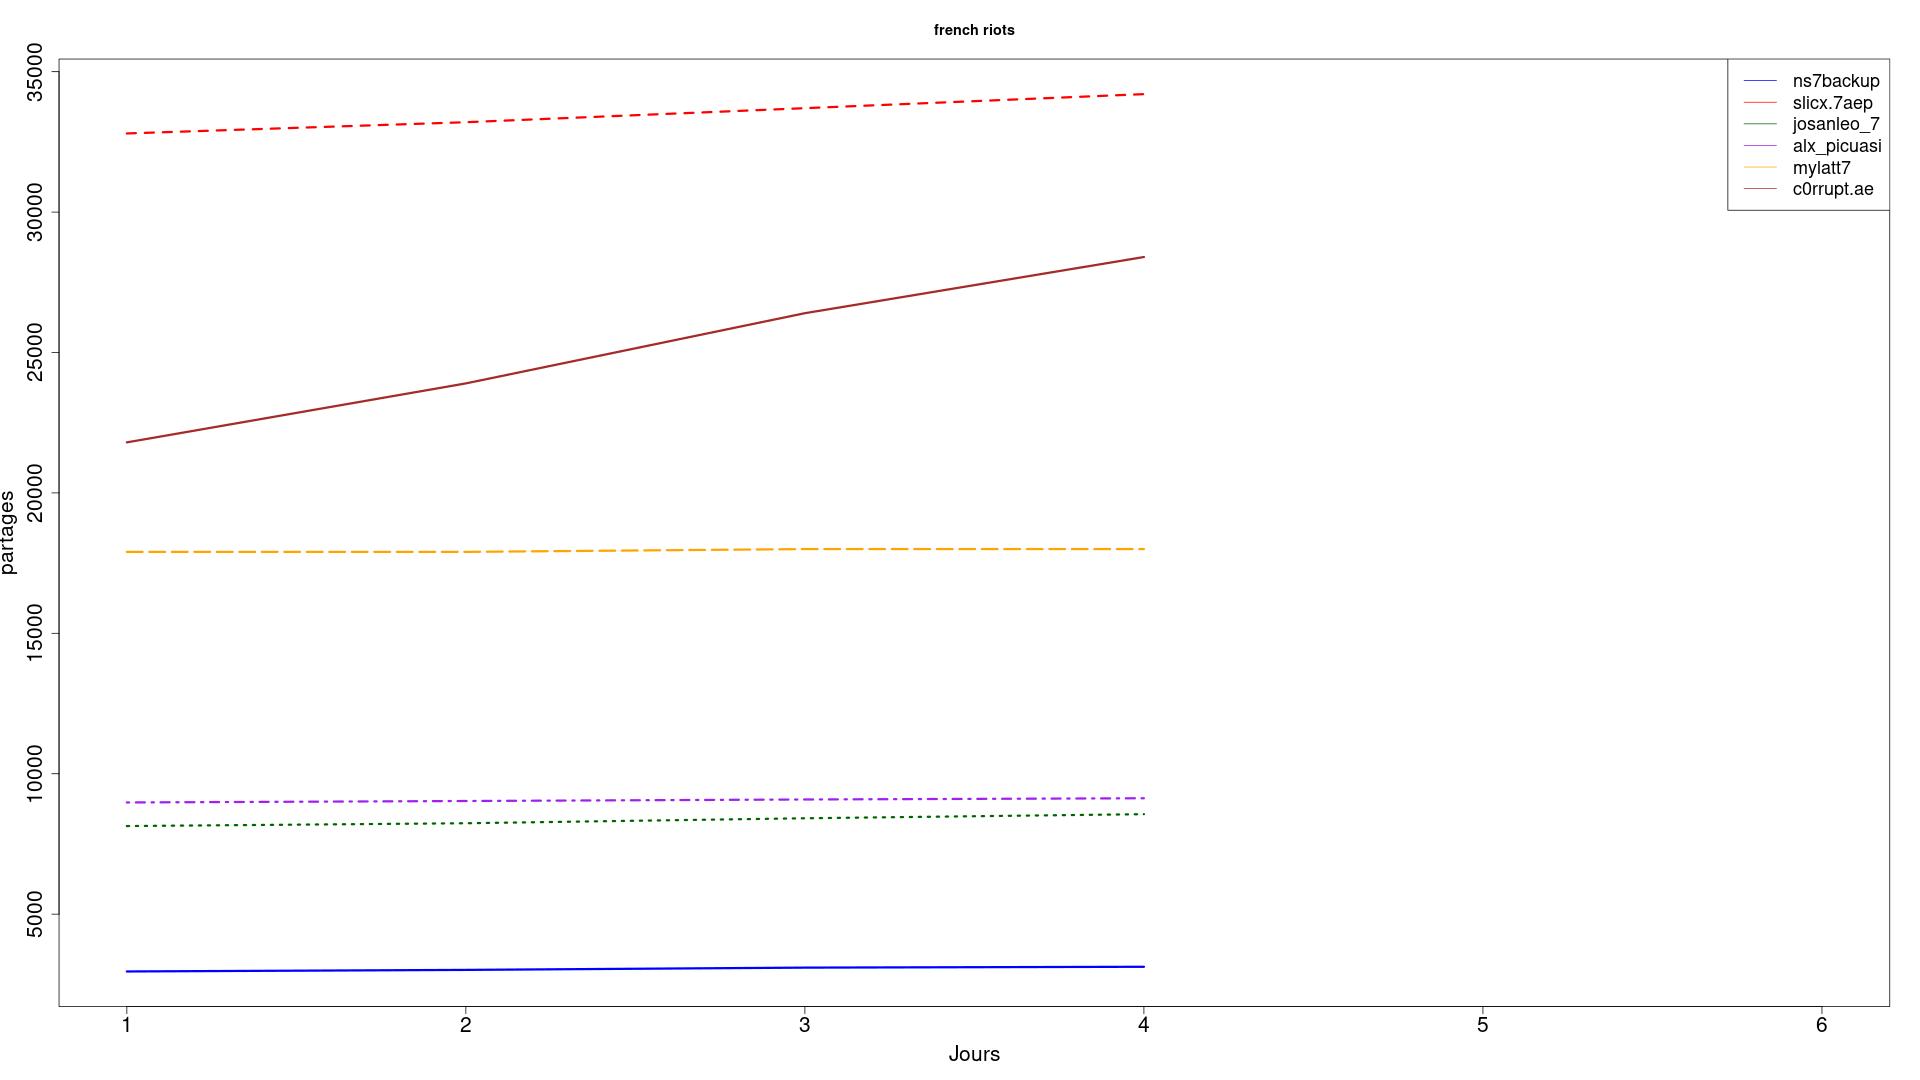 french riots
partages
35000
30000
25000
20000
15000
10000
5000
ns7backup
slicx.7aep
josanleo_7
alx_picuasi
mylatt7
c0rrupt.ae
1 2 3 4 5 6
Jours